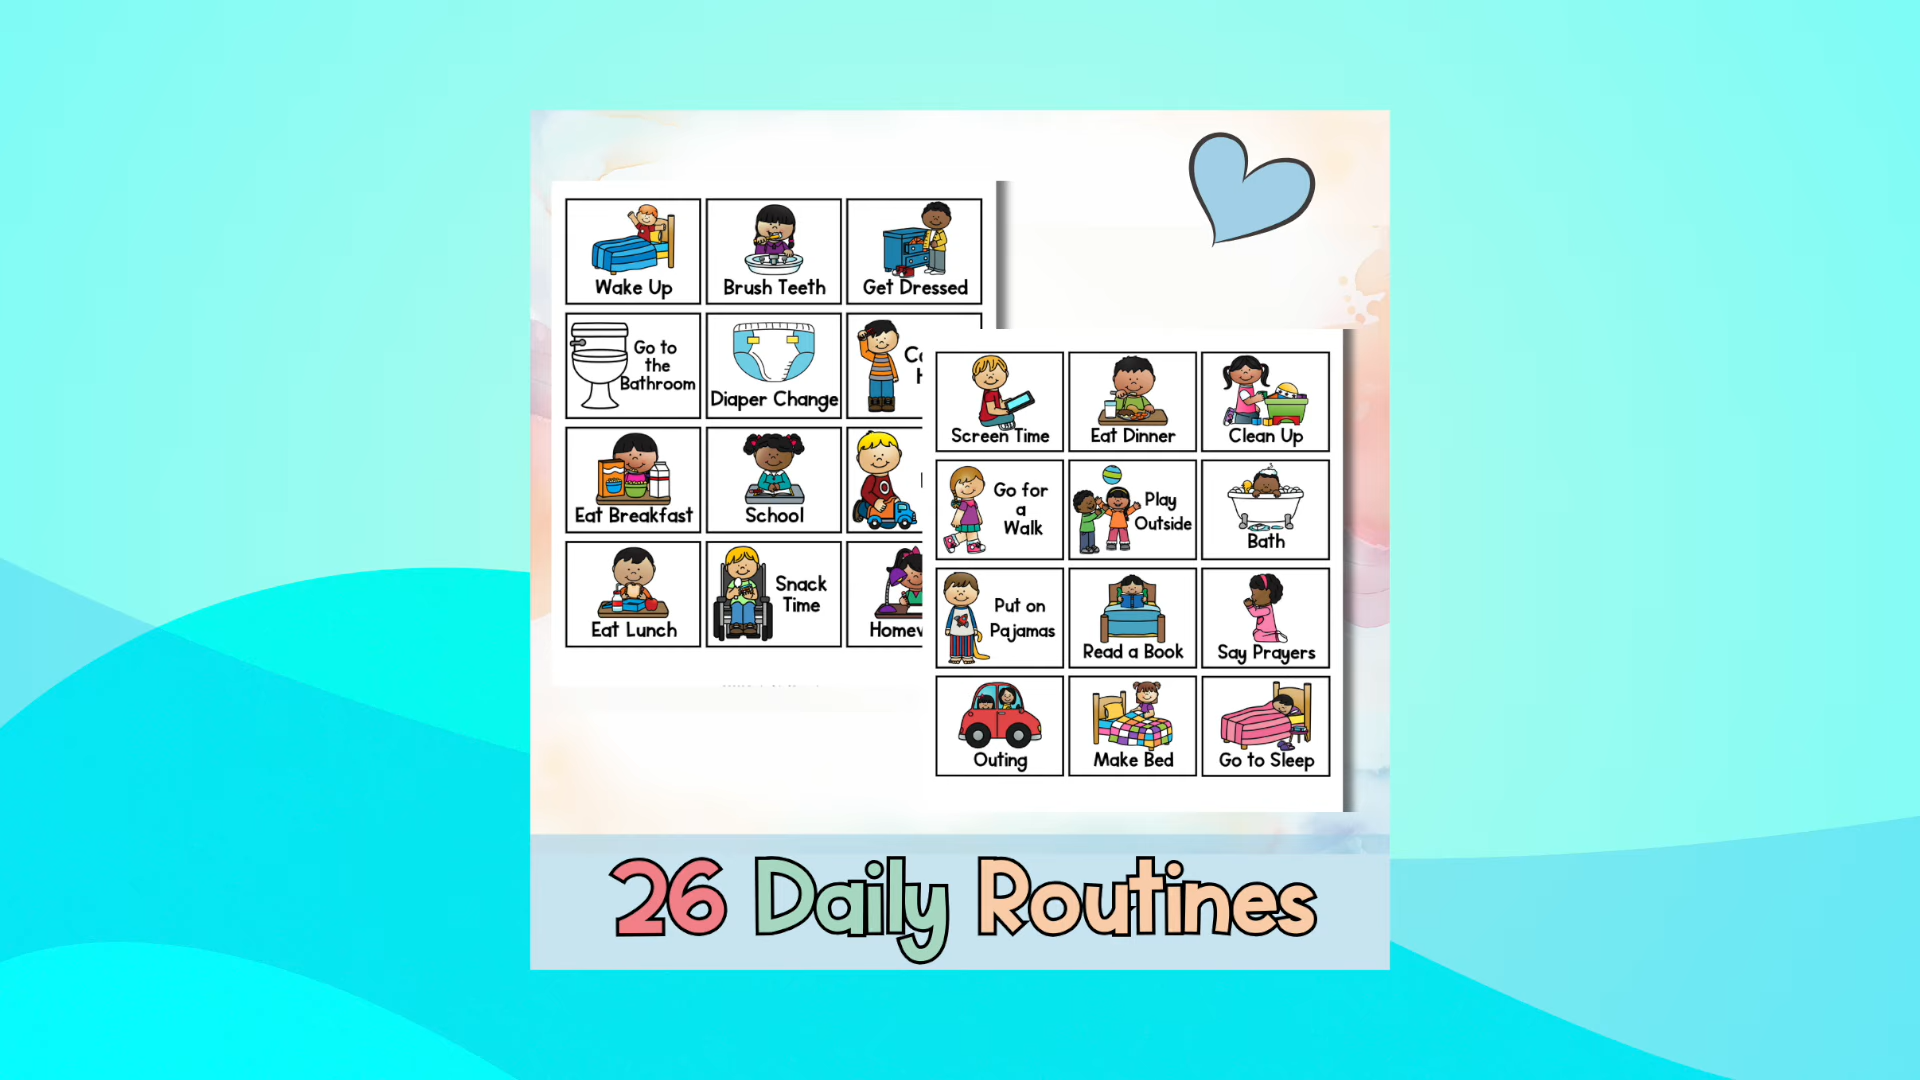 Wake Up
Brush Teeth
Get Dressed
Go to
the
Bathroom
Diaper Change
Eat Breakfast
School
Eat Lunch
Snack
Time
Screen Time
Eat Dinner
Clean Up
Go for
a
Walk
Play
Outside
Bath
Put on
Pajamas
Read a Book
Say Prayers
Outing
Make Bed
Go to Sleep
26 Daily Routines